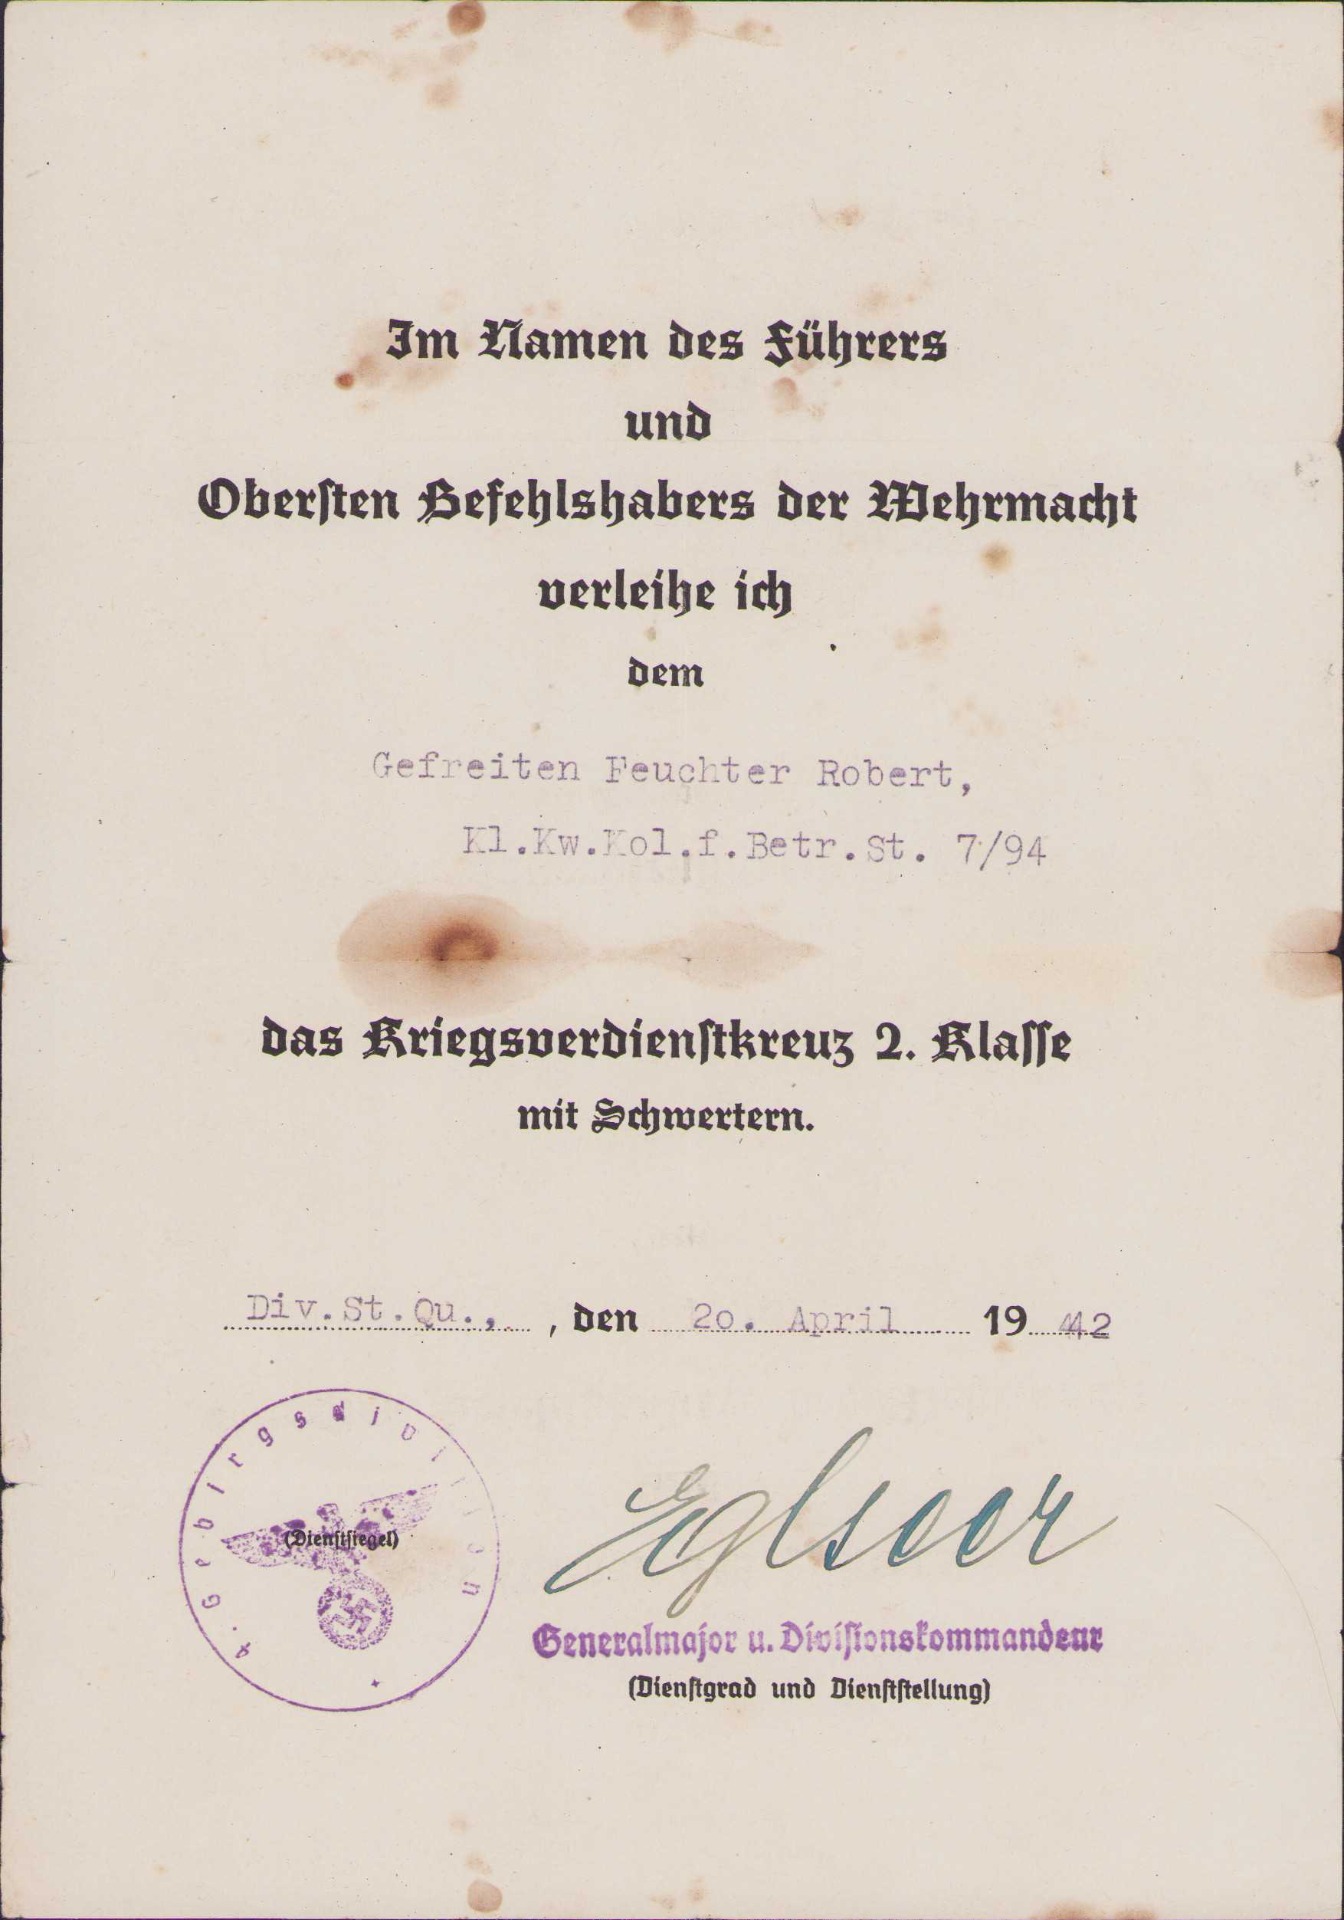 Im Namen des Führers
und
Obersten Befehlshabers der Wehrmacht
verleihe ich
dem
Gefreiten Feuchter Robert,
Kl.Kw.Kol.f.Betr.St. 7/94
das Kriegsverdienstkreuz 2. Klasse
mit Schwertern.
Div.St.Qu., , den 20. April 19 42
4. Gebirgsdivision
(Dienstsiegel)
Eglseer
Generalmajor u. Divisionskommandeur
(Dienstgrad und Dienststellung)